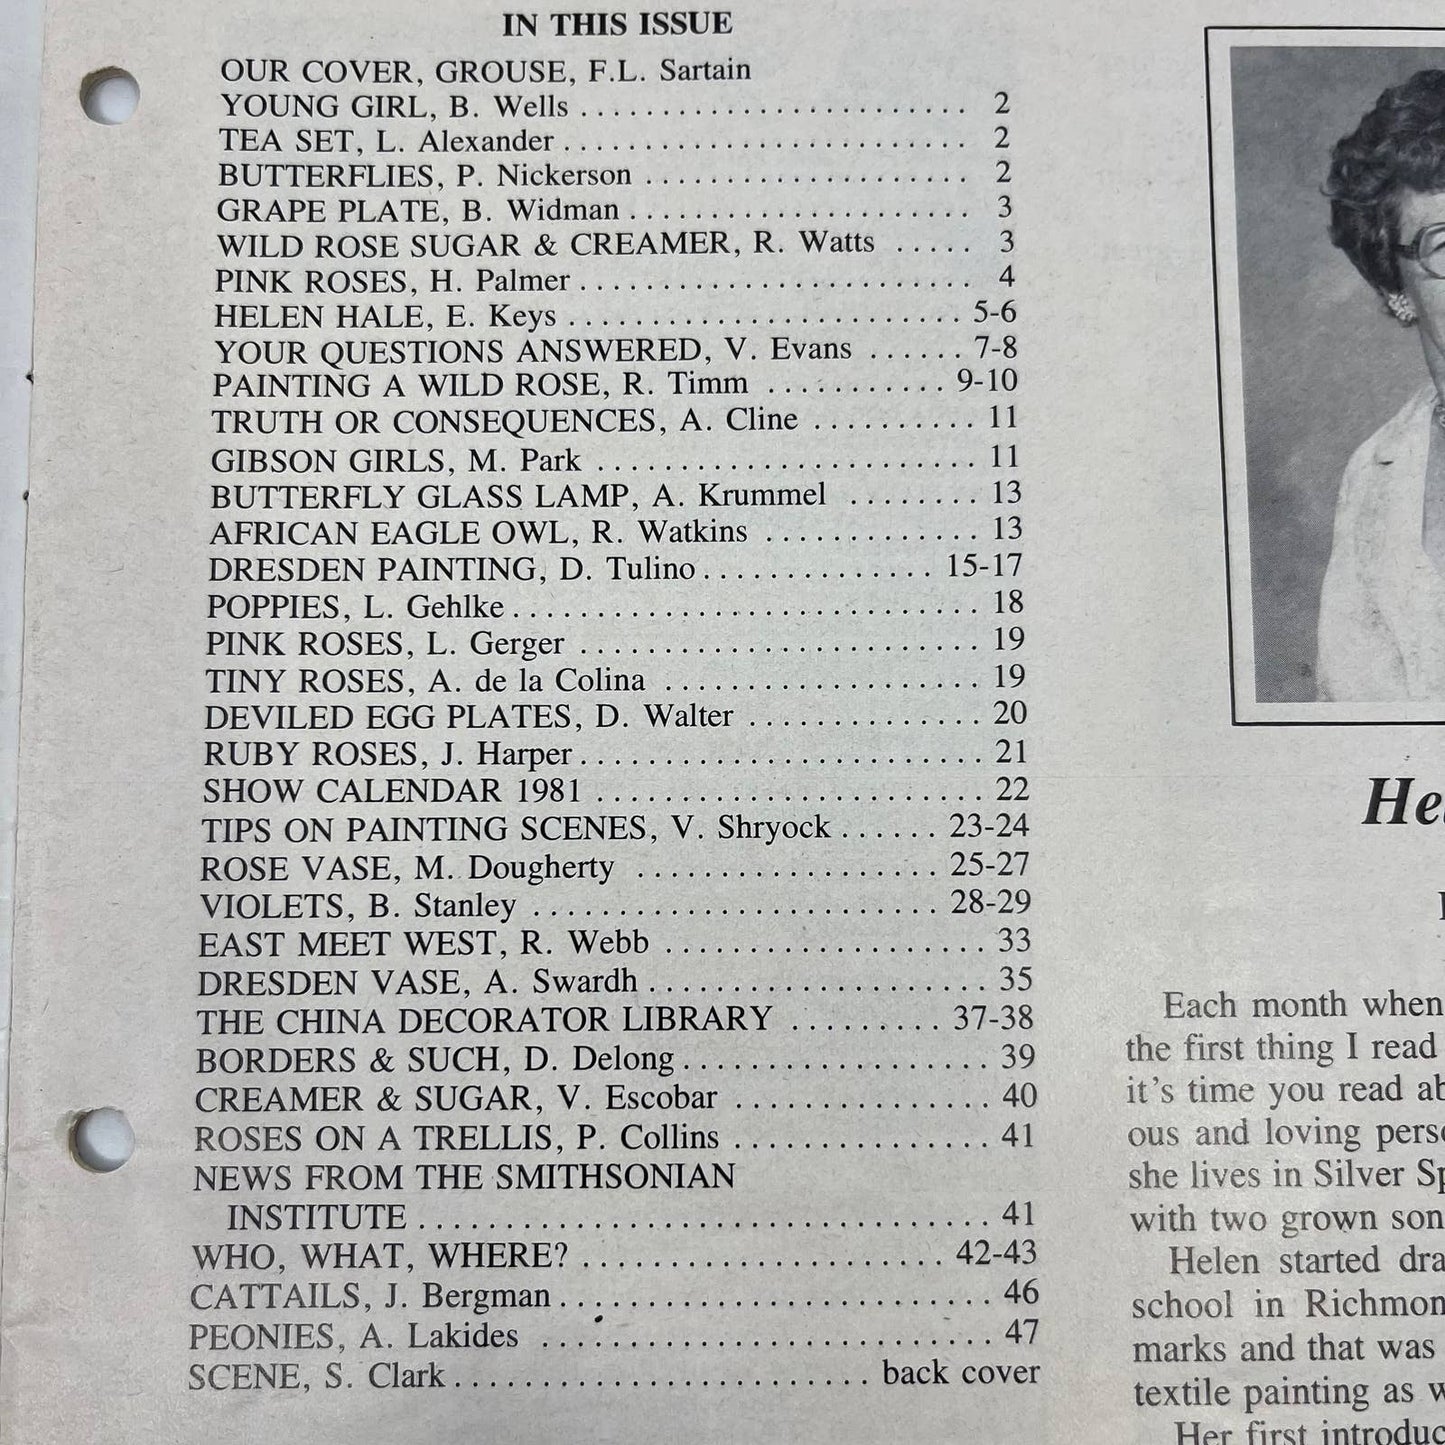 IN THIS ISSUE
OUR COVER, GROUSE, F.L. Sartain
YOUNG GIRL, B. Wells . . . . . . . . . . . . . . . . . . . . . . . . 2
TEA SET, L. Alexander . . . . . . . . . . . . . . . . . . . . . . . . . 2
BUTTERFLIES, P. Nickerson . . . . . . . . . . . . . . . . . . . . 2
GRAPE PLATE, B. Widman . . . . . . . . . . . . . . . . . . . . . 3
WILD ROSE SUGAR & CREAMER, R. Watts . . . . . 3
PINK ROSES, H. Palmer . . . . . . . . . . . . . . . . . . . . . . . . 4
HELEN HALE, E. Keys . . . . . . . . . . . . . . . . . . . . . . . . 5-6
YOUR QUESTIONS ANSWERED, V. Evans . . . . . . 7-8
PAINTING A WILD ROSE, R. Timm . . . . . . . . . . . 9-10
TRUTH OR CONSEQUENCES, A. Cline . . . . . . . . . . 11
GIBSON GIRLS, M. Park . . . . . . . . . . . . . . . . . . . . . . . 11
BUTTERFLY GLASS LAMP, A. Krummel . . . . . . . . 13
AFRICAN EAGLE OWL, R. Watkins . . . . . . . . . . . . . 13
DRESDEN PAINTING, D. Tulino . . . . . . . . . . . . . . 15-17
POPPIES, L. Gehlke . . . . . . . . . . . . . . . . . . . . . . . . . . . . 18
PINK ROSES, L. Gerger . . . . . . . . . . . . . . . . . . . . . . . . 19
TINY ROSES, A. de la Colina . . . . . . . . . . . . . . . . . . . 19
DEVILED EGG PLATES, D. Walter . . . . . . . . . . . . . . 20
RUBY ROSES, J. Harper . . . . . . . . . . . . . . . . . . . . . . . . 21
SHOW CALENDAR 1981 . . . . . . . . . . . . . . . . . . . . . . . 22
TIPS ON PAINTING SCENES, V. Shryock . . . . . . 23-24
ROSE VASE, M. Dougherty . . . . . . . . . . . . . . . . . . 25-27
VIOLETS, B. Stanley . . . . . . . . . . . . . . . . . . . . . . . . 28-29
EAST MEET WEST, R. Webb . . . . . . . . . . . . . . . . . . . 33
DRESDEN VASE, A. Swardh . . . . . . . . . . . . . . . . . . . . 35
THE CHINA DECORATOR LIBRARY . . . . . . . . . 37-38
BORDERS & SUCH, D. Delong . . . . . . . . . . . . . . . . . . 39
CREAMER & SUGAR, V. Escobar . . . . . . . . . . . . . . . 40
ROSES ON A TRELLIS, P. Collins . . . . . . . . . . . . . . . . 41
NEWS FROM THE SMITHSONIAN
INSTITUTE . . . . . . . . . . . . . . . . . . . . . . . . . . . . . . . . . 41
WHO, WHAT, WHERE? . . . . . . . . . . . . . . . . . . . . . . 42-43
CATTAILS, J. Bergman . . . . . . . . . . . . . . . . . . . . . . . . . 46
PEONIES, A. Lakides . . . . . . . . . . . . . . . . . . . . . . . . . . 47
SCENE, S. Clark . . . . . . . . . . . . . . . . . . . . . . . . back cover
He
Each month when
the first thing I read
it's time you read
ous and loving
she lives in Silver
with two grown
Helen started
school in
marks and that was
textile painting as
Her first